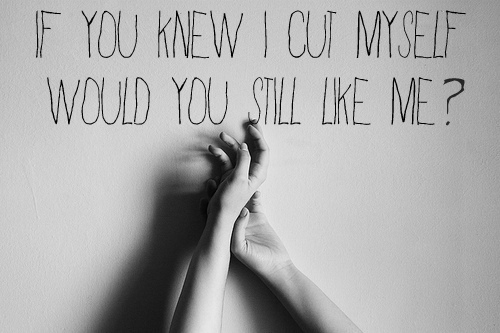 IF YOU KNEW I CUT MYSELF
WOULD YOU STILL LIKE ME?